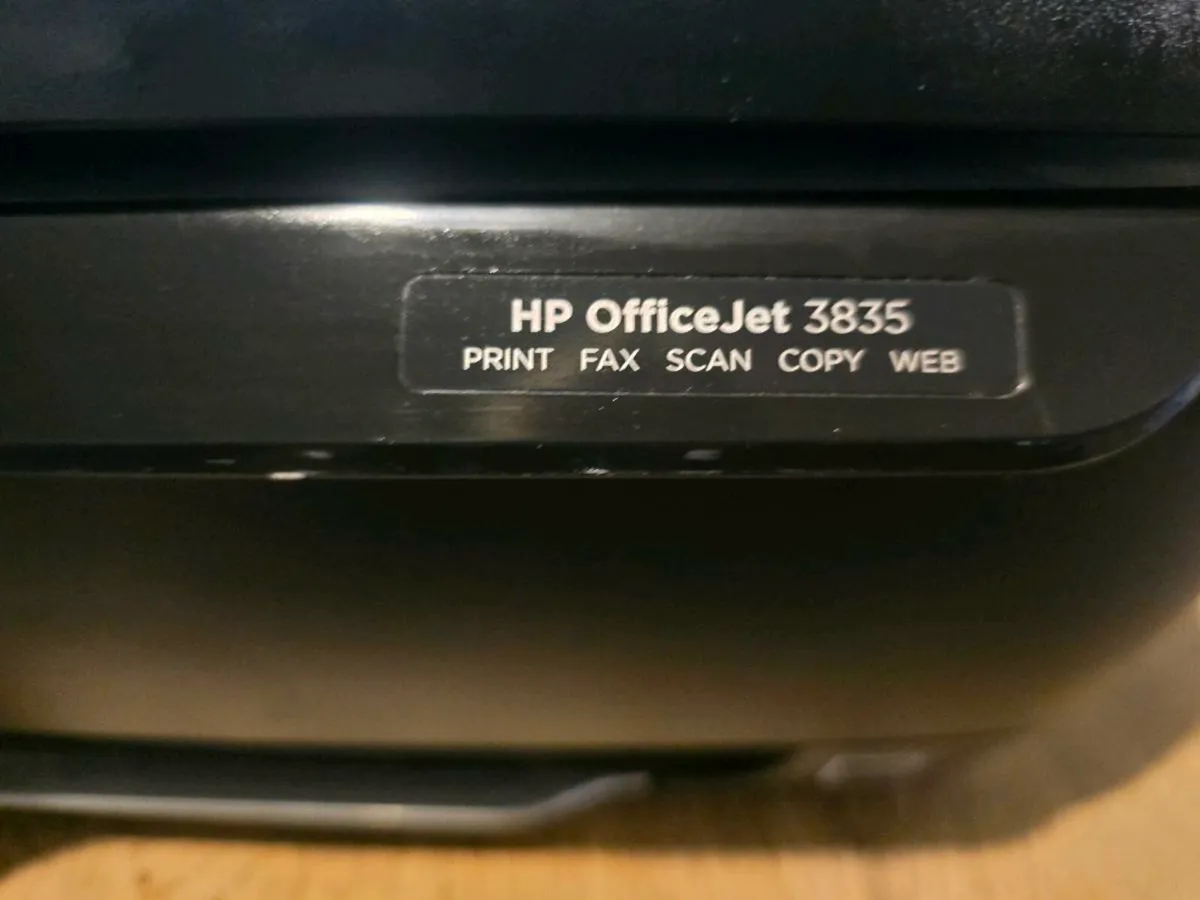 HP OfficeJet 3835
PRINT FAX SCAN COPY WEB